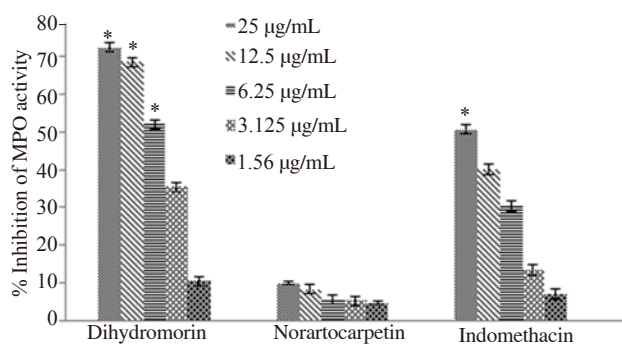 % Inhibition of MPO activity
80
70
60
50
40
30
20
10
0
* * *
*
25 µg/mL
12.5 µg/mL
6.25 µg/mL
3.125 µg/mL
1.56 µg/mL
Dihydromorin Norartocarpetin Indomethacin